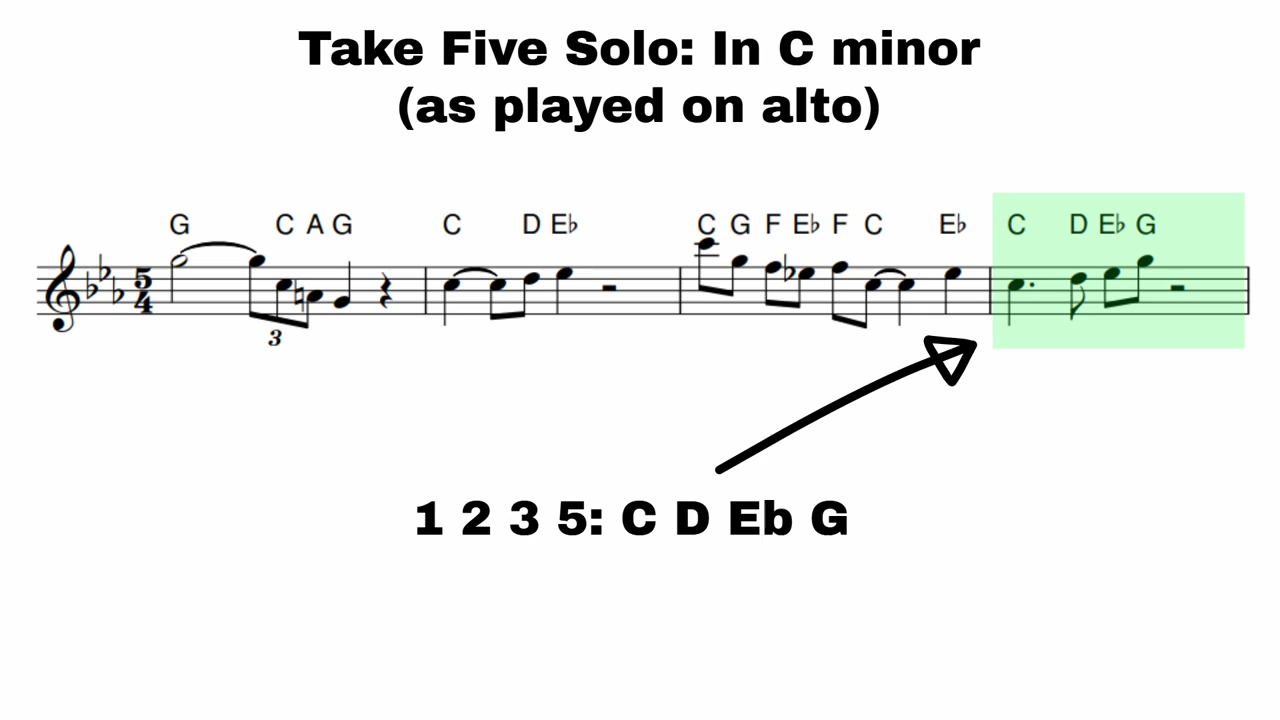 Take Five Solo: In C minor
(as played on alto)
G C A G C D E♭ C G F E♭ F C E♭ C D E♭ G
5
4
3
1 2 3 5: C D Eb G